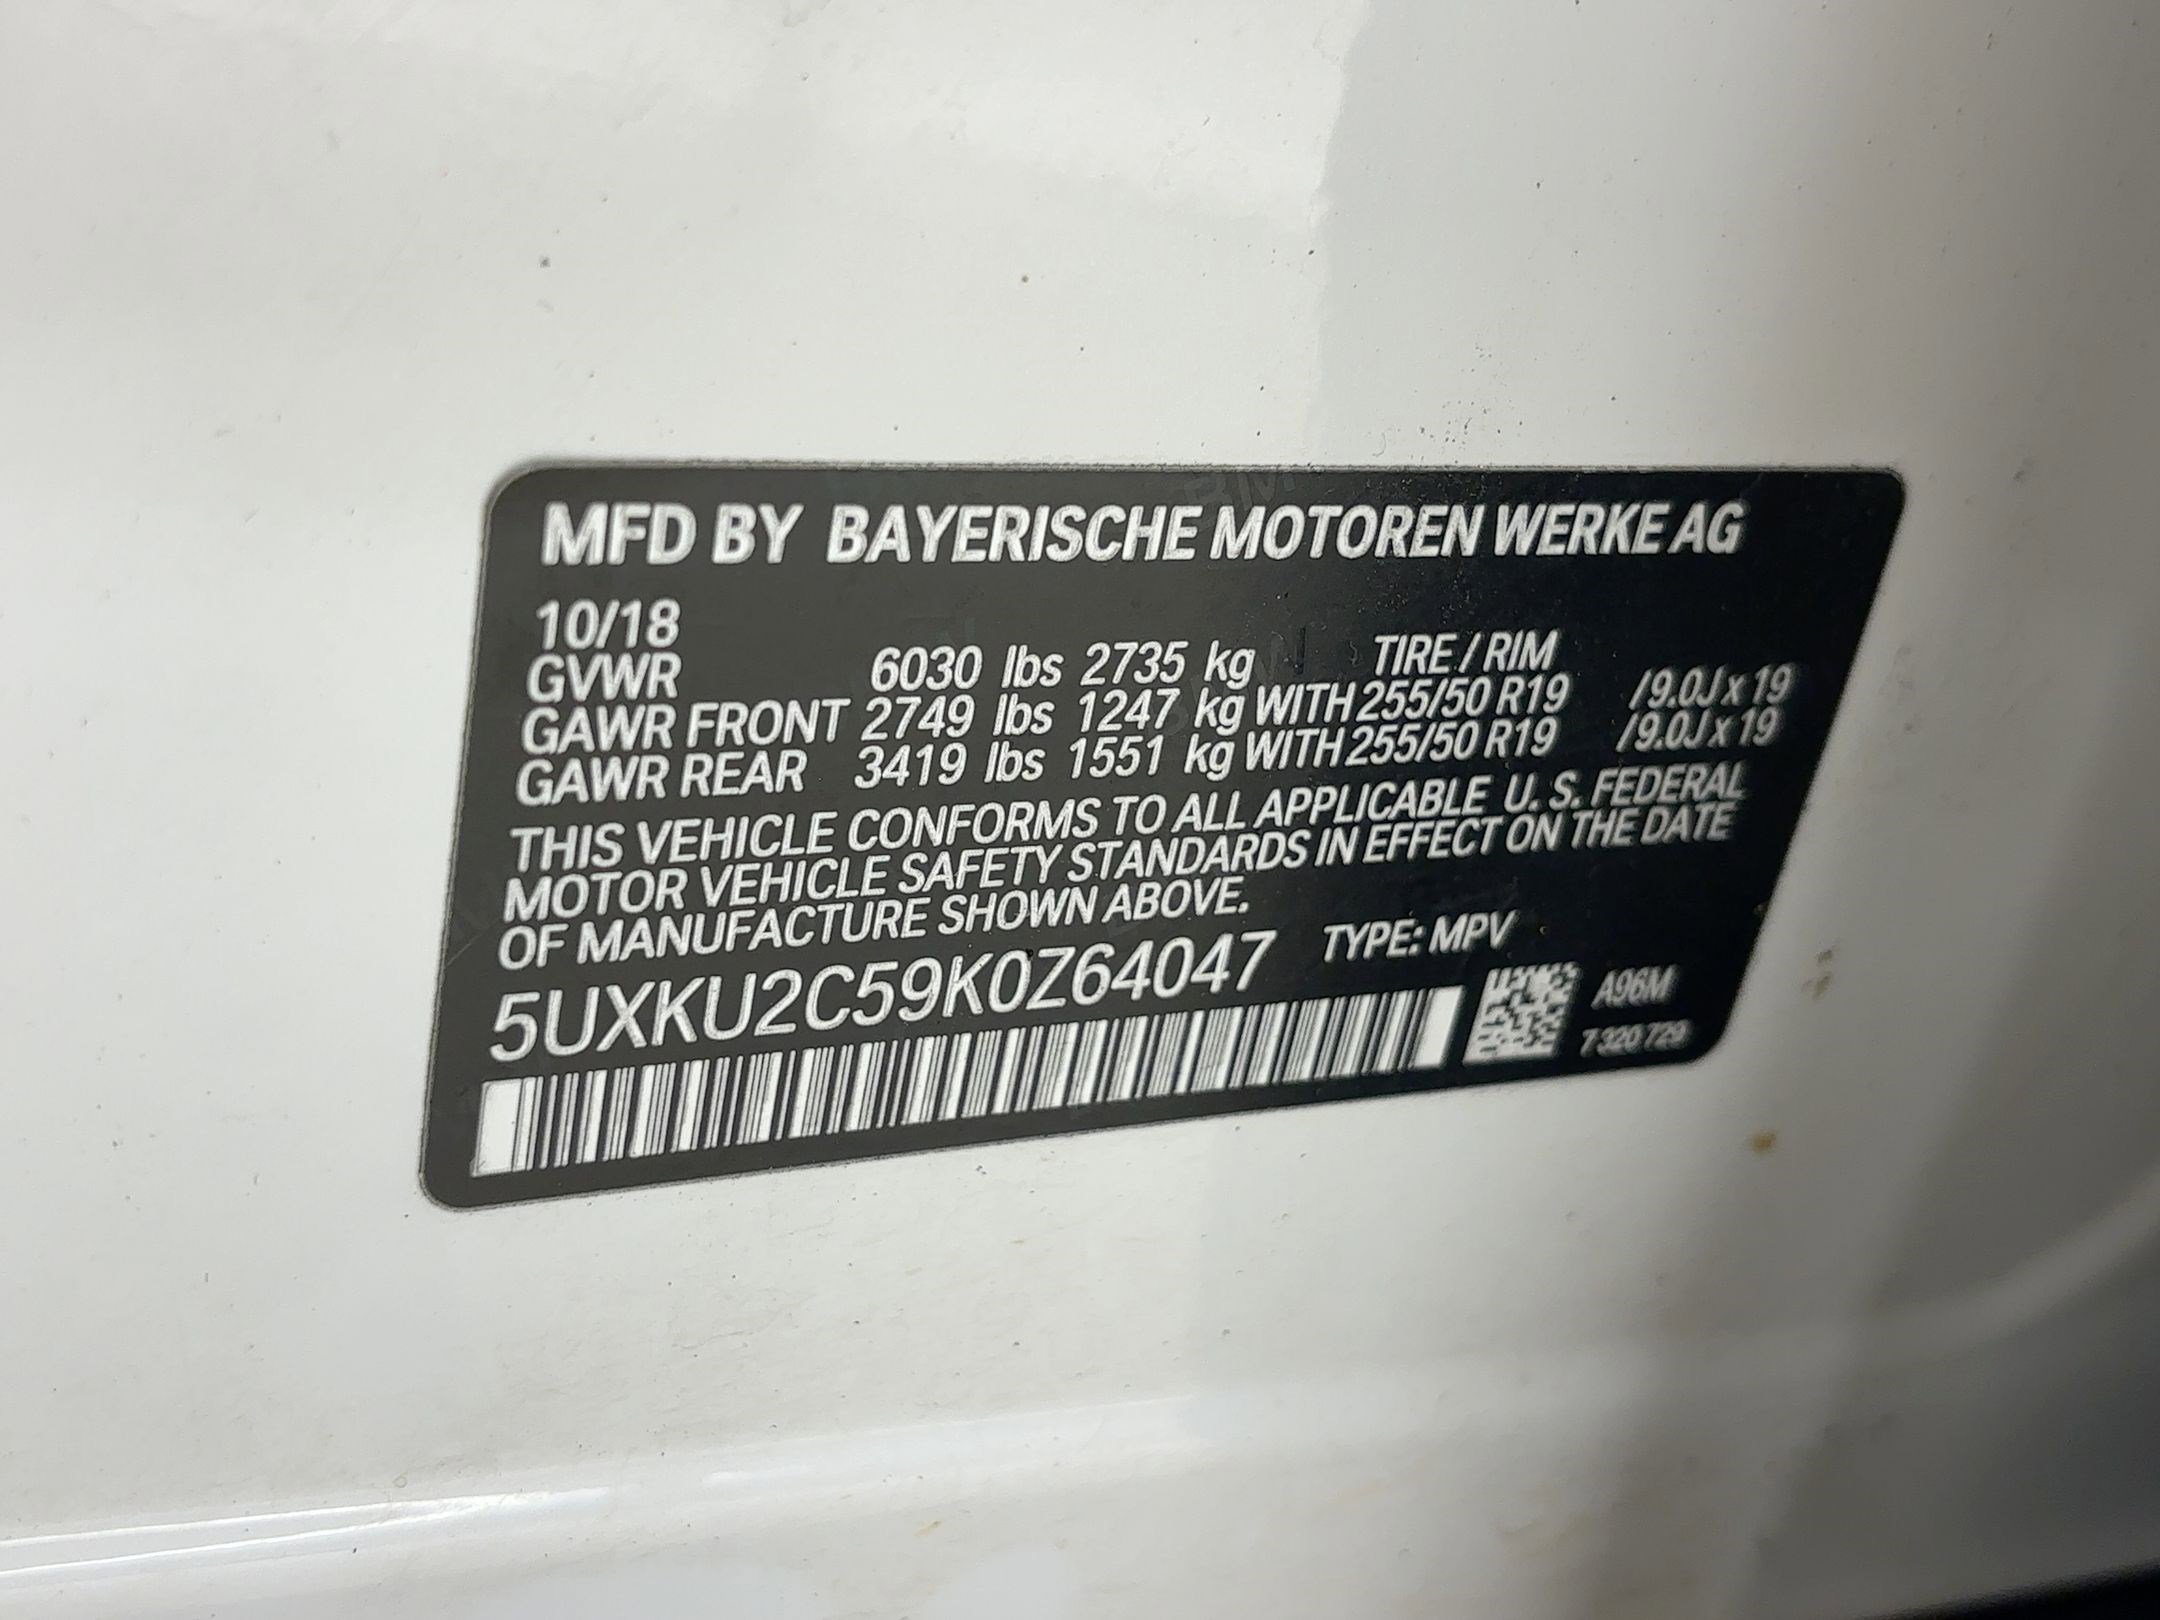 MFD BY BAYERISCHE MOTOREN WERKE AG
10/18
GVWR 6030 lbs 2735 kg TIRE / RIM
GAWR FRONT 2749 lbs 1247 kg WITH 255/50 R19 /9.0J x 19
GAWR REAR 3419 lbs 1551 kg WITH 255/50 R19 /9.0J x 19
THIS VEHICLE CONFORMS TO ALL APPLICABLE U. S. FEDERAL
MOTOR VEHICLE SAFETY STANDARDS IN EFFECT ON THE DATE
OF MANUFACTURE SHOWN ABOVE.
5UXKU2C59K0Z64047 TYPE: MPV
A96M
7 320 729